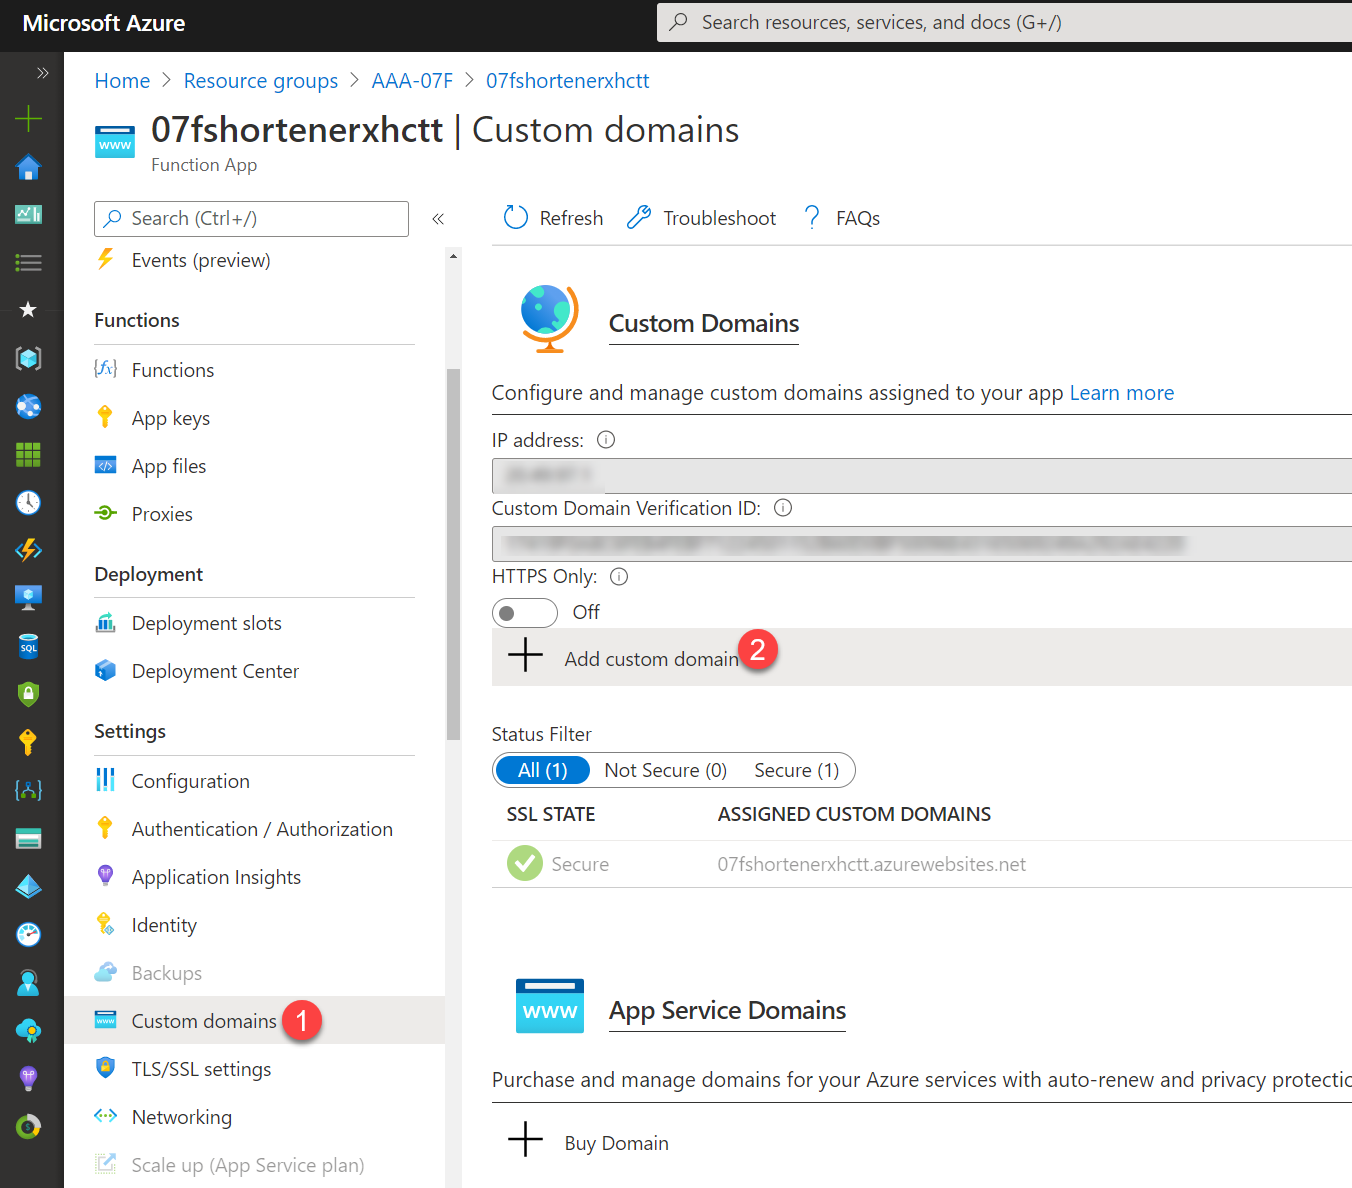 Microsoft Azure
Search resources, services, and docs (G+/)
Home > Resource groups > AAA-07F > 07fshortenerxhctt
07fshortenerxhctt | Custom domains
Function App
Search (Ctrl+/)
«
Refresh
Troubleshoot
FAQs
Events (preview)
Functions
Functions
App keys
App files
Proxies
Deployment
Deployment slots
Deployment Center
Settings
Configuration
Authentication / Authorization
Application Insights
Identity
Backups
Custom domains 1
TLS/SSL settings
Networking
Scale up (App Service plan)
Custom Domains
Configure and manage custom domains assigned to your app Learn more
IP address:
Custom Domain Verification ID:
HTTPS Only:
Off
Add custom domain 2
Status Filter
All (1) Not Secure (0) Secure (1)
SSL STATE ASSIGNED CUSTOM DOMAINS
Secure 07fshortenerxhctt.azurewebsites.net
www App Service Domains
Purchase and manage domains for your Azure services with auto-renew and privacy protectio
Buy Domain